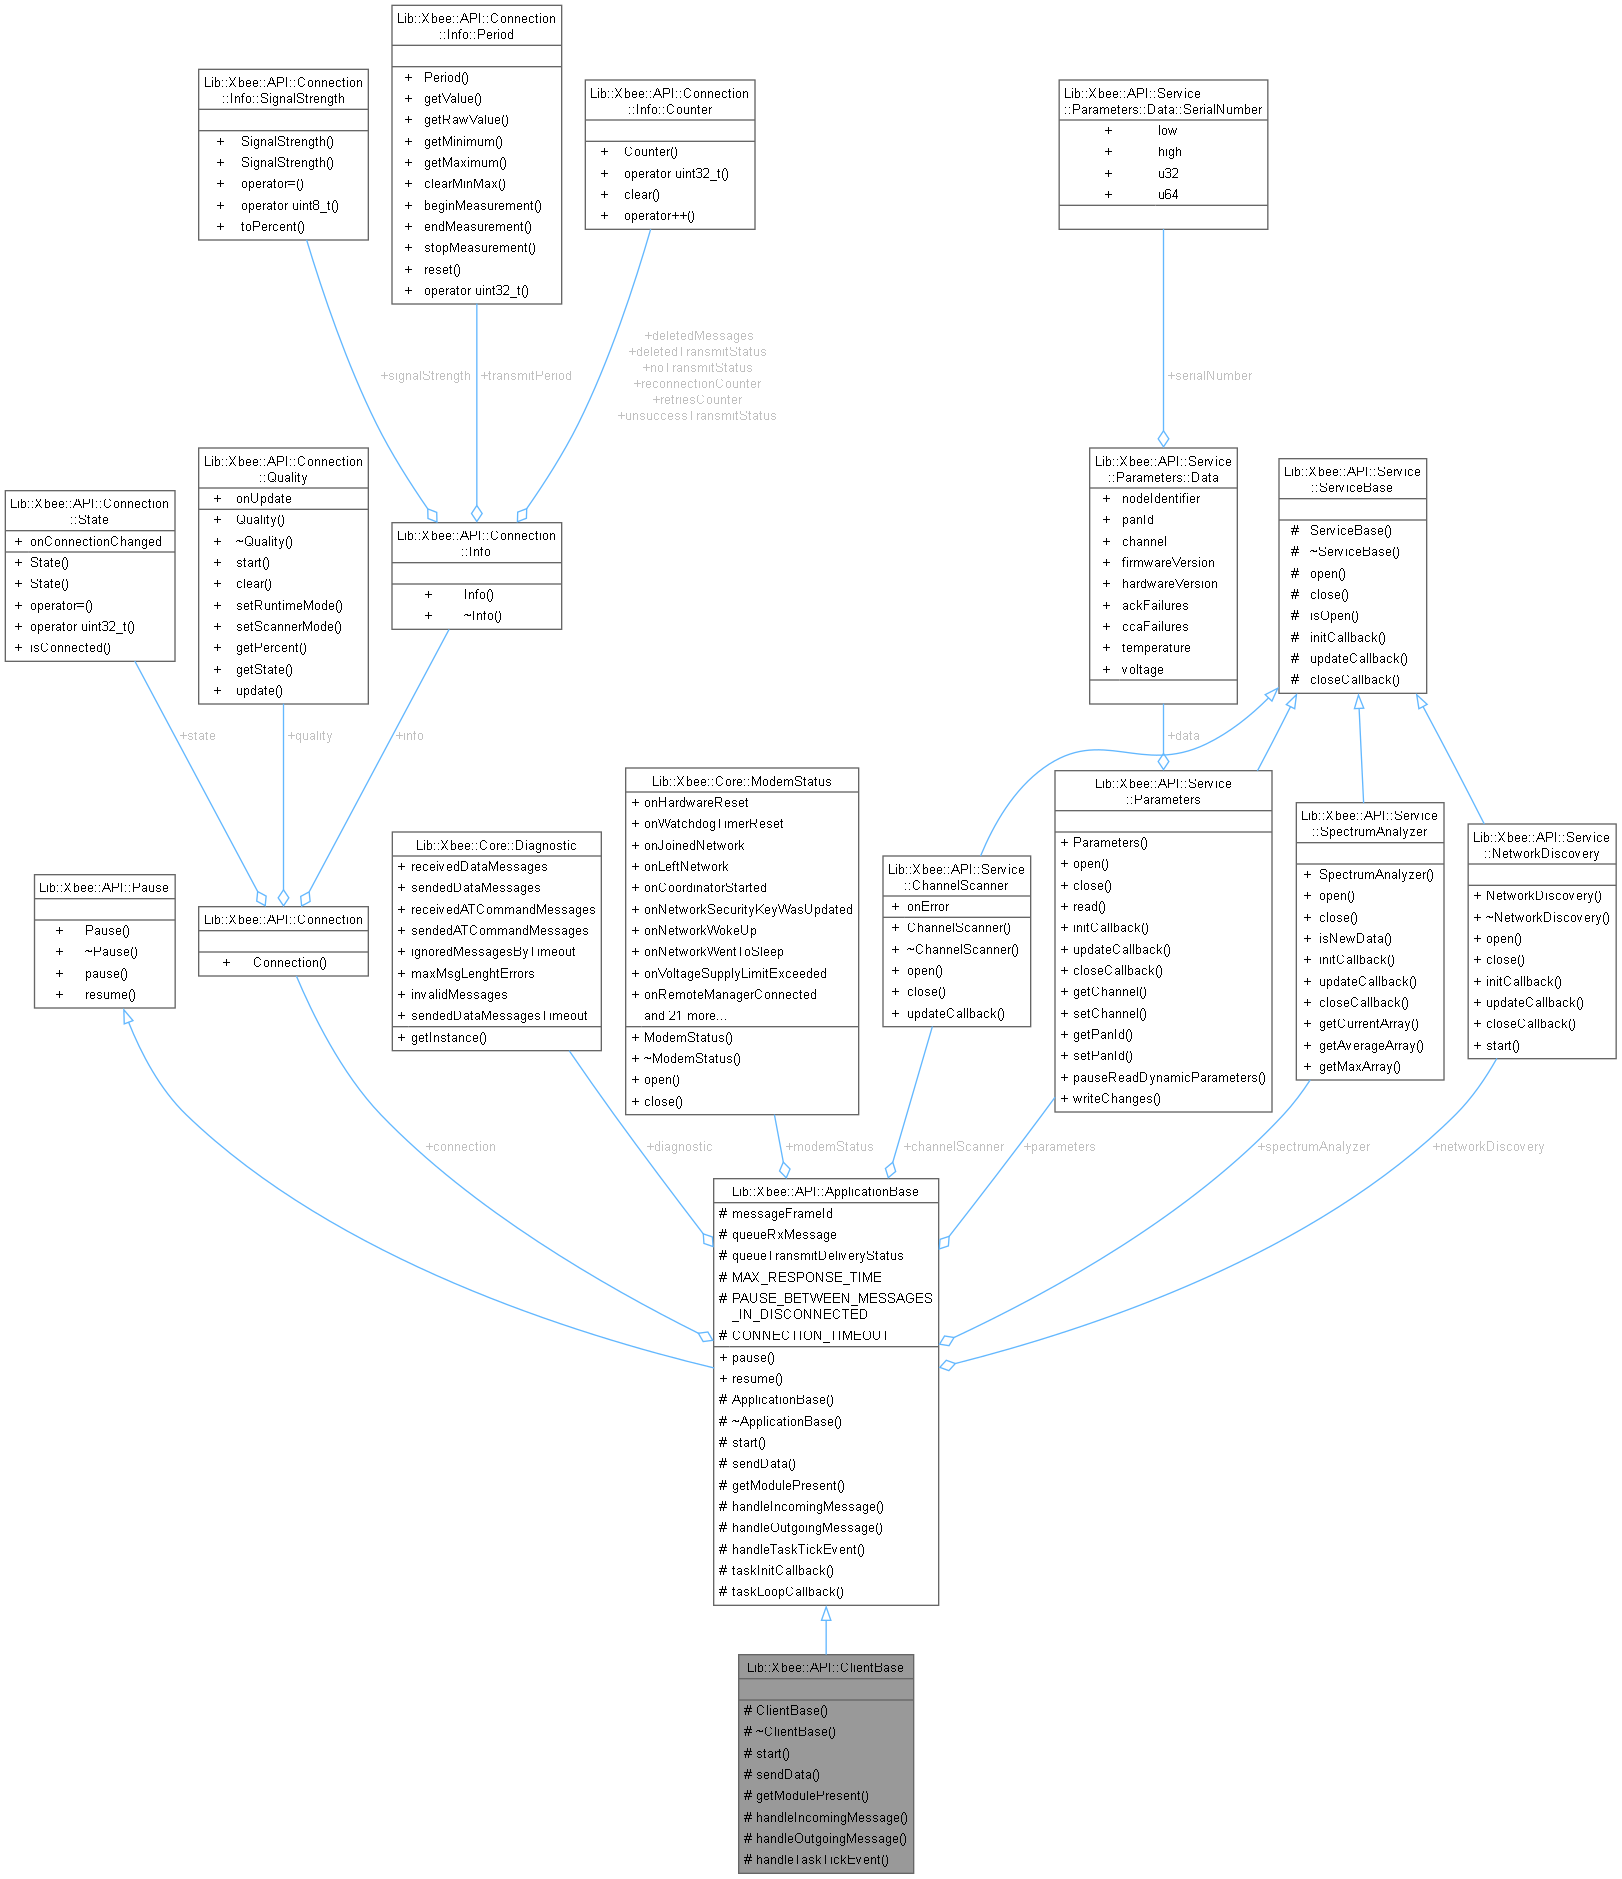 Lib::Xbee::API::Connection
::Info::Period
+ Period()
+ getValue()
+ getRawValue()
+ getMinimum()
+ getMaximum()
+ clearMinMax()
+ beginMeasurement()
+ endMeasurement()
+ stopMeasurement()
+ reset()
+ operator uint32_t()
Lib::Xbee::API::Connection
::Info::SignalStrength
+ SignalStrength()
+ SignalStrength()
+ operator=()
+ operator uint8_t()
+ toPercent()
Lib::Xbee::API::Connection
::Info::Counter
+ Counter()
+ operator uint32_t()
+ clear()
+ operator++()
Lib::Xbee::API::Service
::Parameters::Data::SerialNumber
+ low
+ high
+ u32
+ u64
+signalStrength
+transmitPeriod
+deletedMessages
+deletedTransmitStatus
+noTransmitStatus
+reconnectionCounter
+retriesCounter
+unsuccessTransmitStatus
+serialNumber
Lib::Xbee::API::Connection
::State
+ onConnectionChanged
+ State()
+ State()
+ operator=()
+ operator uint32_t()
+ isConnected()
Lib::Xbee::API::Connection
::Quality
+ onUpdate
+ Quality()
+ ~Quality()
+ start()
+ clear()
+ setRuntimeMode()
+ setScannerMode()
+ getPercent()
+ getState()
+ update()
Lib::Xbee::API::Connection
::Info
+ Info()
+ ~Info()
Lib::Xbee::API::Service
::Parameters::Data
+ nodeIdentifier
+ panId
+ channel
+ firmwareVersion
+ hardwareVersion
+ ackFailures
+ ccaFailures
+ temperature
+ voltage
Lib::Xbee::API::Service
::ServiceBase
# ServiceBase()
# ~ServiceBase()
# open()
# close()
# isOpen()
# initCallback()
# updateCallback()
# closeCallback()
+state
+quality
+info
+data
Lib::Xbee::API::Pause
+ Pause()
+ ~Pause()
+ pause()
+ resume()
Lib::Xbee::API::Connection
+ Connection()
Lib::Xbee::Core::Diagnostic
+ receivedDataMessages
+ sendedDataMessages
+ receivedATCommandMessages
+ sendedATCommandMessages
+ ignoredMessagesByTimeout
+ maxMsgLenghtErrors
+ invalidMessages
+ sendedDataMessagesTimeout
+ getInstance()
Lib::Xbee::Core::ModemStatus
+ onHardwareReset
+ onWatchdogTimerReset
+ onJoinedNetwork
+ onLeftNetwork
+ onCoordinatorStarted
+ onNetworkSecurityKeyWasUpdated
+ onNetworkWokeUp
+ onNetworkWentToSleep
+ onVoltageSupplyLimitExceeded
+ onRemoteManagerConnected
and 21 more...
+ ModemStatus()
+ ~ModemStatus()
+ open()
+ close()
Lib::Xbee::API::Service
::ChannelScanner
+ onError
+ ChannelScanner()
+ ~ChannelScanner()
+ open()
+ close()
+ updateCallback()
Lib::Xbee::API::Service
::Parameters
+ Parameters()
+ open()
+ close()
+ read()
+ initCallback()
+ updateCallback()
+ closeCallback()
+ getChannel()
+ setChannel()
+ getPanId()
+ setPanId()
+ pauseReadDynamicParameters()
+ writeChanges()
Lib::Xbee::API::Service
::SpectrumAnalyzer
+ SpectrumAnalyzer()
+ open()
+ close()
+ isNewData()
+ initCallback()
+ updateCallback()
+ closeCallback()
+ getCurrentArray()
+ getAverageArray()
+ getMaxArray()
Lib::Xbee::API::Service
::NetworkDiscovery
+ NetworkDiscovery()
+ ~NetworkDiscovery()
+ open()
+ close()
+ initCallback()
+ updateCallback()
+ closeCallback()
+ start()
+connection
+diagnostic
+modemStatus
+channelScanner
+parameters
+spectrumAnalyzer
+networkDiscovery
Lib::Xbee::API::ApplicationBase
# messageFrameId
# queueRxMessage
# queueTransmitDeliveryStatus
# MAX_RESPONSE_TIME
# PAUSE_BETWEEN_MESSAGES
_IN_DISCONNECTED
# CONNECTION_TIMEOUT
+ pause()
+ resume()
# ApplicationBase()
# ~ApplicationBase()
# start()
# sendData()
# getModulePresent()
# handleIncomingMessage()
# handleOutgoingMessage()
# handleTaskTickEvent()
# taskInitCallback()
# taskLoopCallback()
Lib::Xbee::API::ClientBase
# ClientBase()
# ~ClientBase()
# start()
# sendData()
# getModulePresent()
# handleIncomingMessage()
# handleOutgoingMessage()
# handleTaskTickEvent()